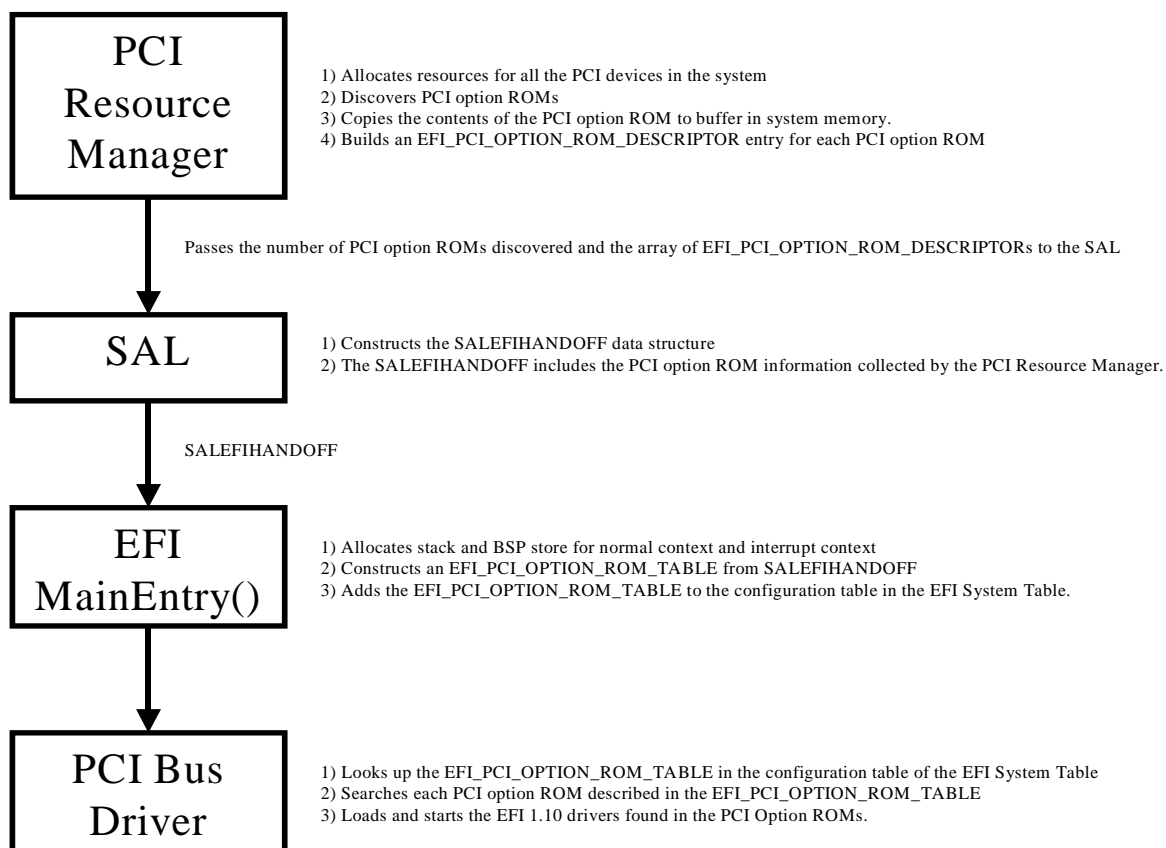 PCI
Resource
Manager
1) Allocates resources for all the PCI devices in the system
2) Discovers PCI option ROMs
3) Copies the contents of the PCI option ROM to buffer in system memory.
4) Builds an EFI_PCI_OPTION_ROM_DESCRIPTOR entry for each PCI option ROM
Passes the number of PCI option ROMs discovered and the array of EFI_PCI_OPTION_ROM_DESCRIPTORs to the SAL
SAL
1) Constructs the SALEFIHANDOFF data structure
2) The SALEFIHANDOFF includes the PCI option ROM information collected by the PCI Resource Manager.
SALEFIHANDOFF
EFI
MainEntry()
1) Allocates stack and BSP store for normal context and interrupt context
2) Constructs an EFI_PCI_OPTION_ROM_TABLE from SALEFIHANDOFF
3) Adds the EFI_PCI_OPTION_ROM_TABLE to the configuration table in the EFI System Table.
PCI Bus
Driver
1) Looks up the EFI_PCI_OPTION_ROM_TABLE in the configuration table of the EFI System Table
2) Searches each PCI option ROM described in the EFI_PCI_OPTION_ROM_TABLE
3) Loads and starts the EFI 1.10 drivers found in the PCI Option ROMs.